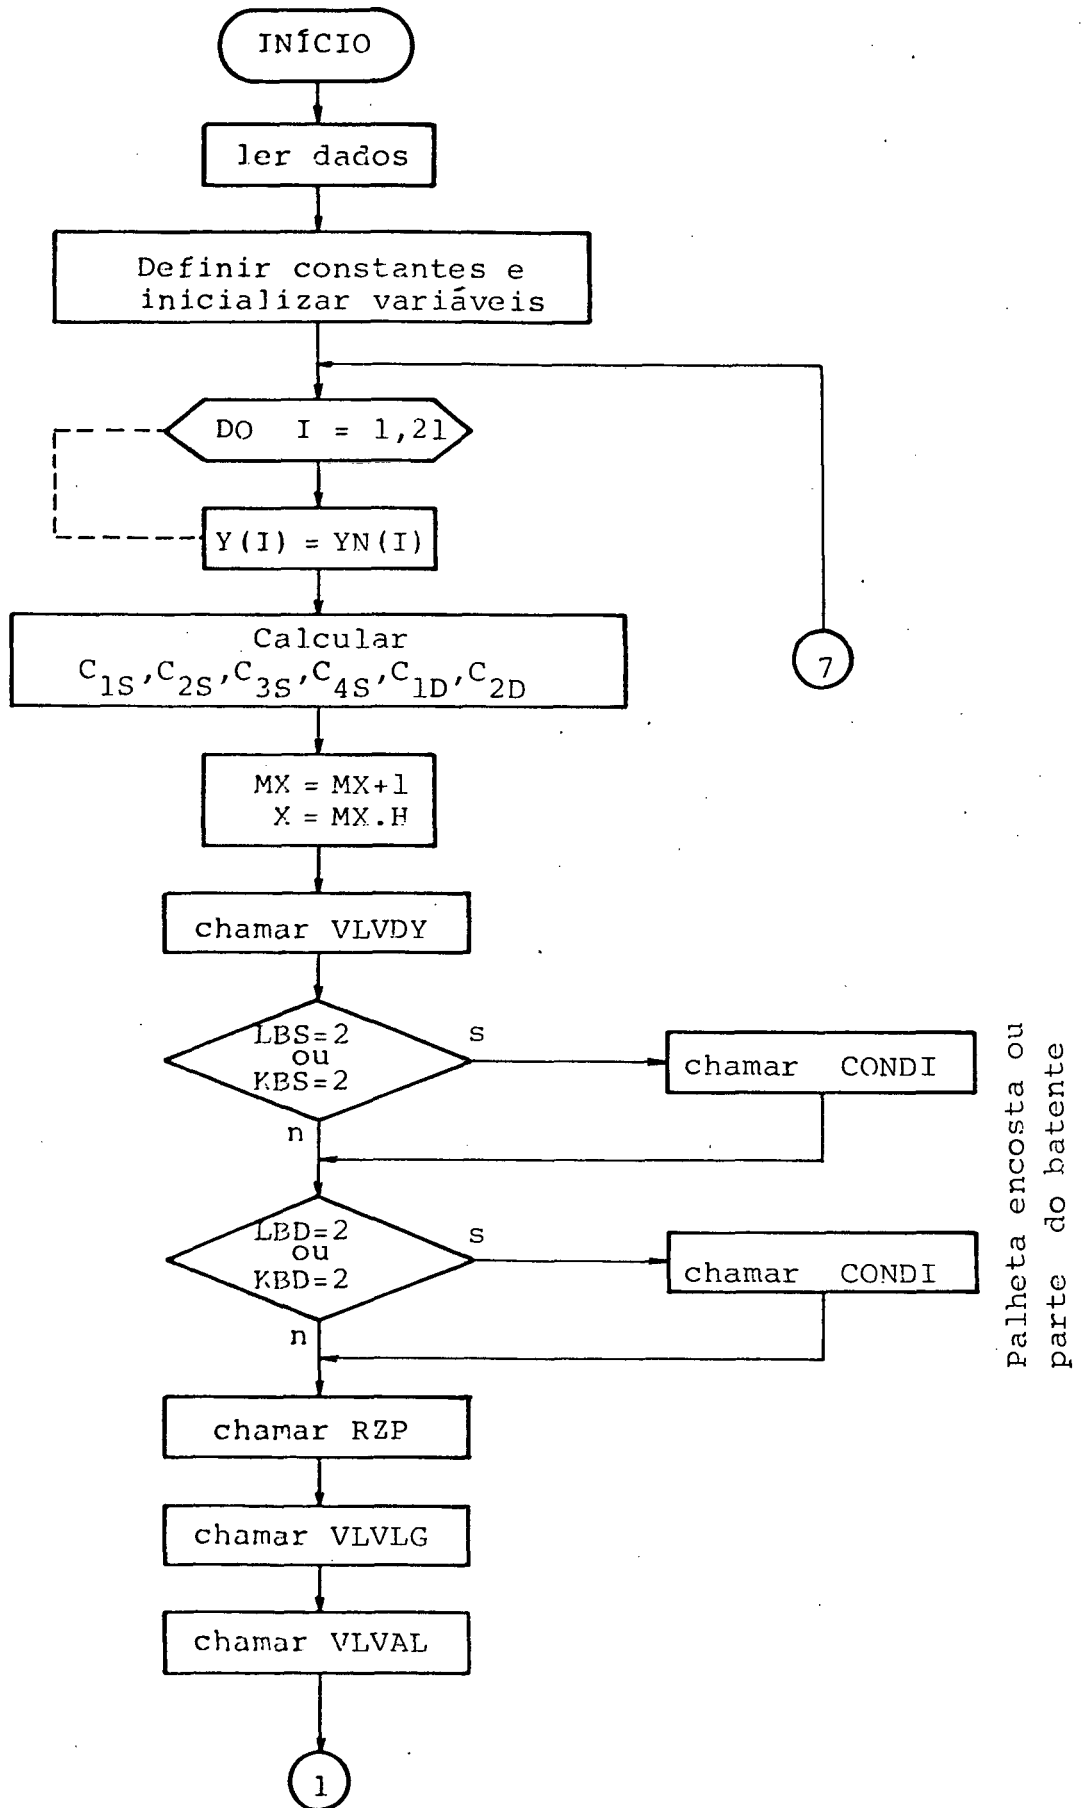 INÍCIO
ler dados
Definir constantes e
inicializar variáveis
DO I = 1,21
Y(I) = YN(I)
Calcular
C1S,C2S,C3S,C4S,C1D,C2D
7
MX = MX+1
X = MX.H
chamar VLVDY
LBS=2
ou
KBS=2
s
n
chamar CONDI
LBD=2
ou
KBD=2
s
n
chamar CONDI
Palheta encosta ou
parte do batente
chamar RZP
chamar VLVLG
chamar VLVAL
1